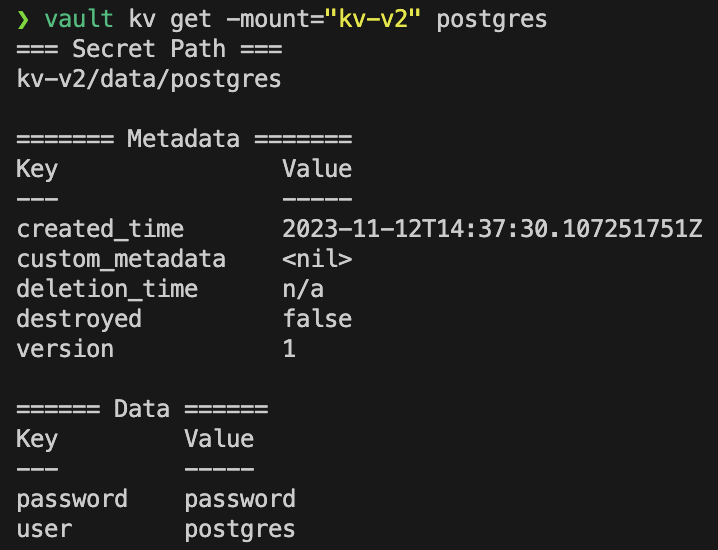 ❯ vault kv get -mount="kv-v2" postgres
=== Secret Path ===
kv-v2/data/postgres

======= Metadata =======
Key                Value
---                -----
created_time       2023-11-12T14:37:30.107251751Z
custom_metadata    <nil>
deletion_time      n/a
destroyed          false
version            1

====== Data ======
Key         Value
---         -----
password    password
user        postgres